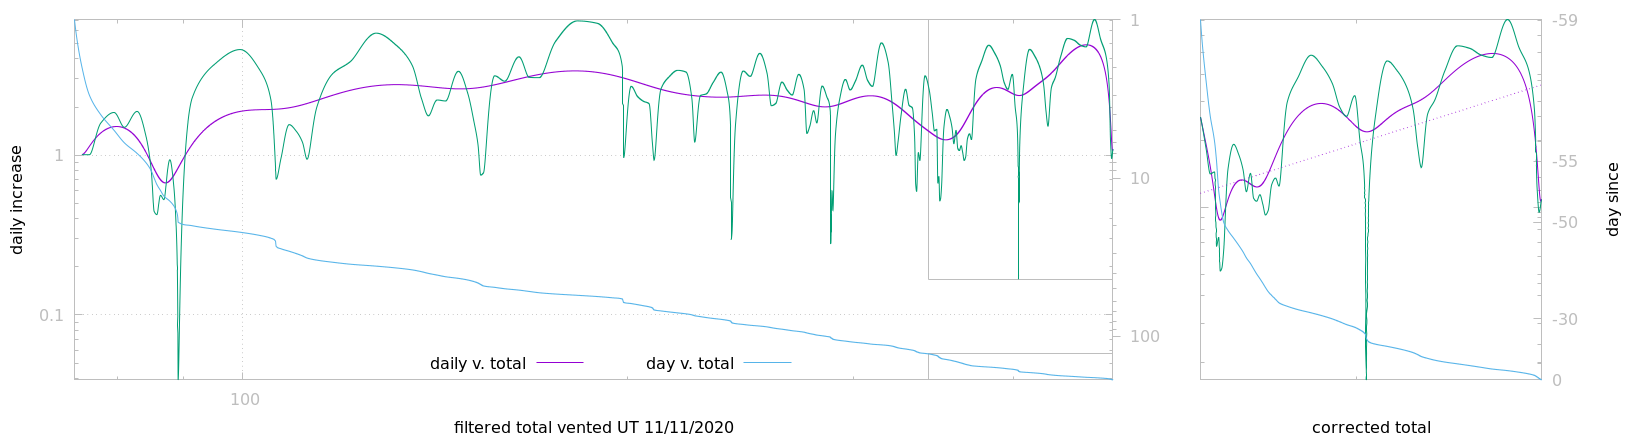 daily increase
1
0.1
100
daily v. total
day v. total
filtered total vented UT 11/11/2020
1
10
100
-59
-55
-50
-30
0
day since
corrected total